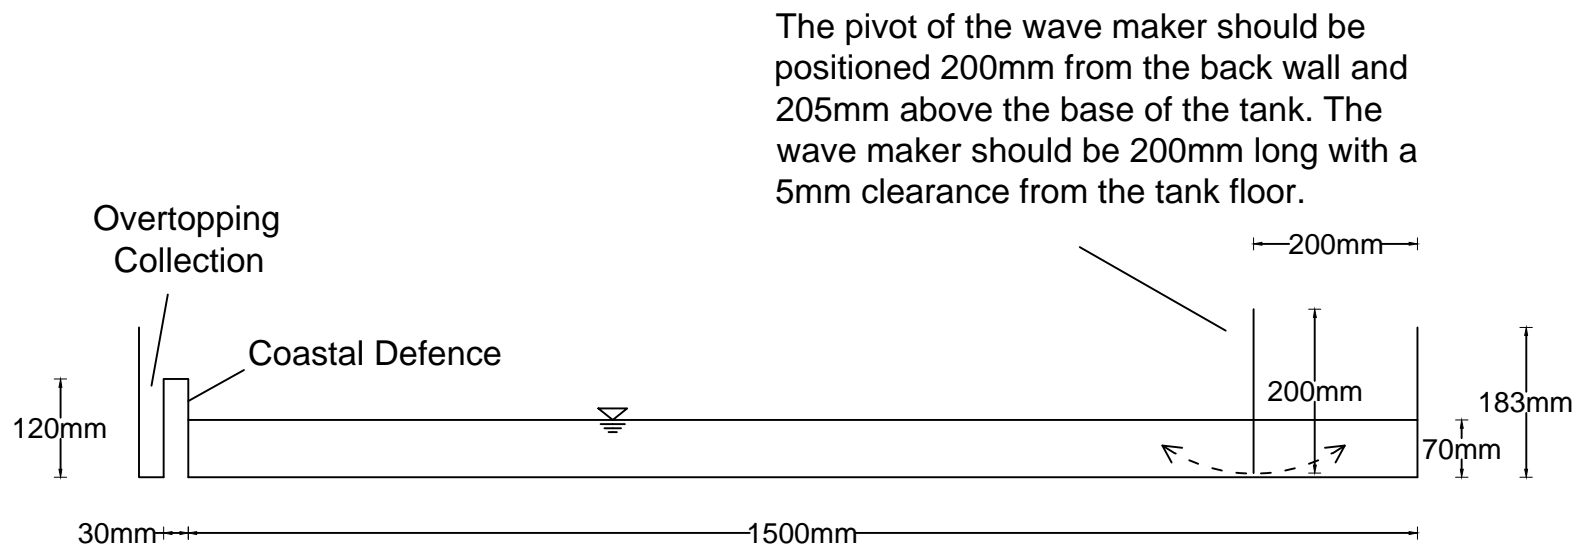 The pivot of the wave maker should be
positioned 200mm from the back wall and
205mm above the base of the tank. The
wave maker should be 200mm long with a
5mm clearance from the tank floor.
Overtopping
Collection
200mm
Coastal Defence
200mm
183mm
120mm
70mm
30mm
1500mm